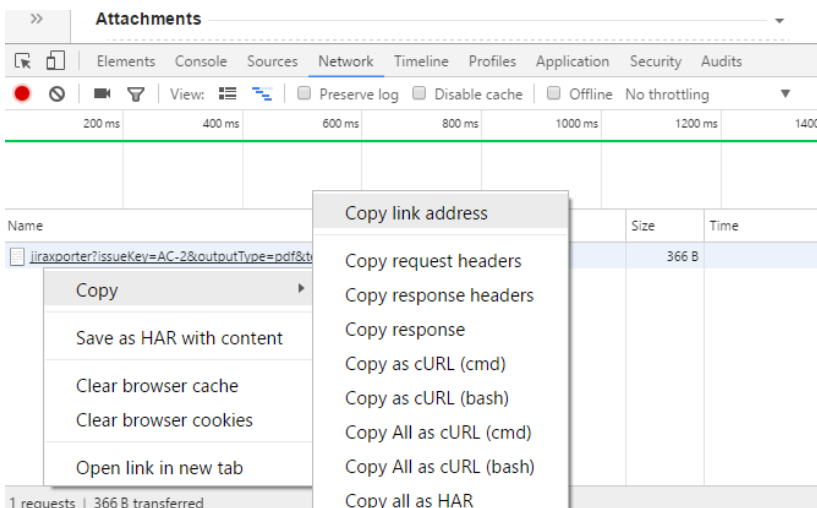 » Attachments
Elements Console Sources Network Timeline Profiles Application Security Audits
View: Preserve log Disable cache Offline No throttling
200 ms 400 ms 600 ms 800 ms 1000 ms 1200 ms 1400
Name Size Time
jiraxporter?issueKey=AC-2&outputType=pdf&te 366 B
Copy
Save as HAR with content
Clear browser cache
Clear browser cookies
Open link in new tab
Copy link address
Copy request headers
Copy response headers
Copy response
Copy as cURL (cmd)
Copy as cURL (bash)
Copy All as cURL (cmd)
Copy All as cURL (bash)
Copy all as HAR
1 requests | 366 B transferred